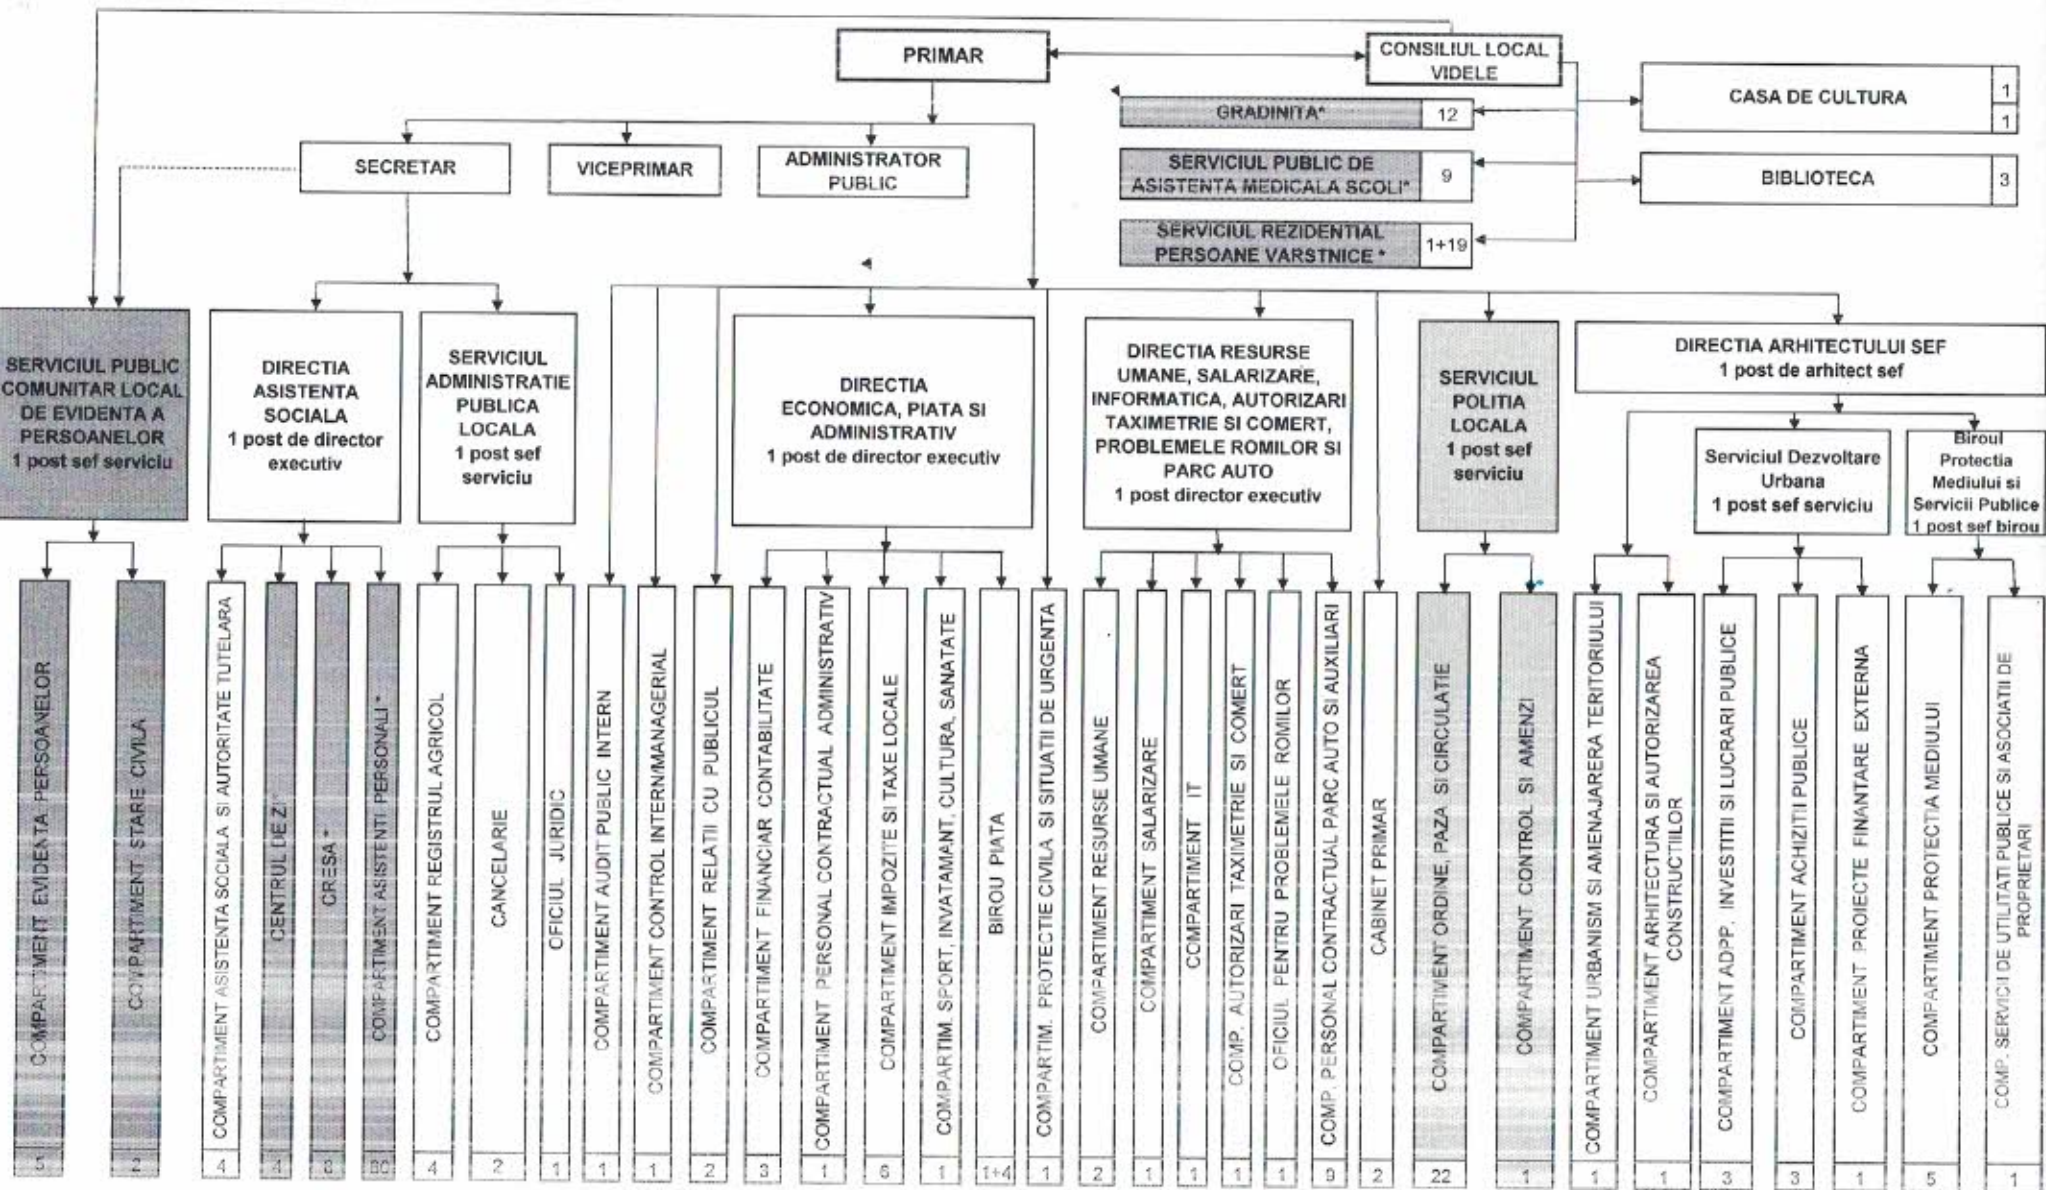 PRIMAR
CONSILIUL LOCAL
VIDELE
CASA DE CULTURA
1
1
GRADINITA*
12
SECRETAR
VICEPRIMAR
ADMINISTRATOR
PUBLIC
SERVICIUL PUBLIC DE
ASISTENTA MEDICALA SCOLI*
9
BIBLIOTECA
3
SERVICIUL REZIDENTIAL
PERSOANE VARSTNICE *
1+19
SERVICIUL PUBLIC
COMUNITAR LOCAL
DE EVIDENTA A
PERSOANELOR
1 post sef serviciu
DIRECTIA
ASISTENTA
SOCIALA
1 post de director
executiv
SERVICIUL
ADMINISTRATIE
PUBLICA
LOCALA
1 post sef
serviciu
DIRECTIA
ECONOMICA, PIATA SI
ADMINISTRATIV
1 post de director executiv
DIRECTIA RESURSE
UMANE, SALARIZARE,
INFORMATICA, AUTORIZARI
TAXIMETRIE SI COMERT,
PROBLEMELE ROMILOR SI
PARC AUTO
1 post director executiv
SERVICIUL
POLITIA
LOCALA
1 post sef
serviciu
DIRECTIA ARHITECTULUI SEF
1 post de arhitect sef
Serviciul Dezvoltare
Urbana
1 post sef serviciu
Biroul
Protectia
Mediului si
Servicii Publice
1 post sef birou
COMPARTIMENT EVIDENTA PERSOANELOR
5
COMPARTIMENT STARE CIVILA
2
COMPARTIMENT ASISTENTA SOCIALA SI AUTORITATE TUTELARA
4
CENTRUL DE ZI*
4
CRESA *
COMPARTIMENT ASISTENTI PERSONALI *
COMPARTIMENT REGISTRUL AGRICOL
4
CANCELARIE
2
OFICIUL JURIDIC
1
COMPARTIMENT AUDIT PUBLIC INTERN
1
COMPARTIMENT CONTROL INTERN/MANAGERIAL
1
COMPARTIMENT RELATII CU PUBLICUL
2
COMPARTIMENT FINANCIAR CONTABILITATE
3
COMPARTIMENT PERSONAL CONTRACTUAL ADMINISTRATIV
1
COMPARTIMENT IMPOZITE SI TAXE LOCALE
6
COMPARTIM. SPORT, INVATAMANT, CULTURA, SANATATE
1
BIROU PIATA
1+4
COMPARTIM. PROTECTIE CIVILA SI SITUATII DE URGENTA
1
COMPARTIMENT RESURSE UMANE
2
COMPARTIMENT SALARIZARE
1
COMPARTIMENT IT
1
COMP. AUTORIZARI TAXIMETRIE SI COMERT
1
OFICIUL PENTRU PROBLEMELE ROMILOR
1
COMP. PERSONAL CONTRACTUAL PARC AUTO SI AUXILIARI
9
CABINET PRIMAR
2
COMPARTIMENT ORDINE, PAZA SI CIRCULATIE
22
COMPARTIMENT CONTROL SI AMENZI
1
COMPARTIMENT URBANISM SI AMENAJARERA TERITORIULUI
1
COMPARTIMENT ARHITECTURA SI AUTORIZAREA
CONSTRUCTIILOR
1
COMPARTIMENT ADPP, INVESTITII SI LUCRARI PUBLICE
3
COMPARTIMENT ACHIZITII PUBLICE
3
COMPARTIMENT PROIECTE FINANTARE EXTERNA
1
COMPARTIMENT PROTECTIA MEDIULUI
5
COMP. SERVICII DE UTILITATI PUBLICE SI ASOCIATII DE
PROPRIETARI
1